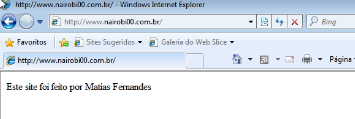 http://www.nairobi00.com.br/ - Windows Internet Explorer
http://www.nairobi00.com.br/
Bing
Favoritos Sites Sugeridos Galeria do Web Slice
http://www.nairobi00.com.br/
Página
Este site foi feito por Matias Fernandes